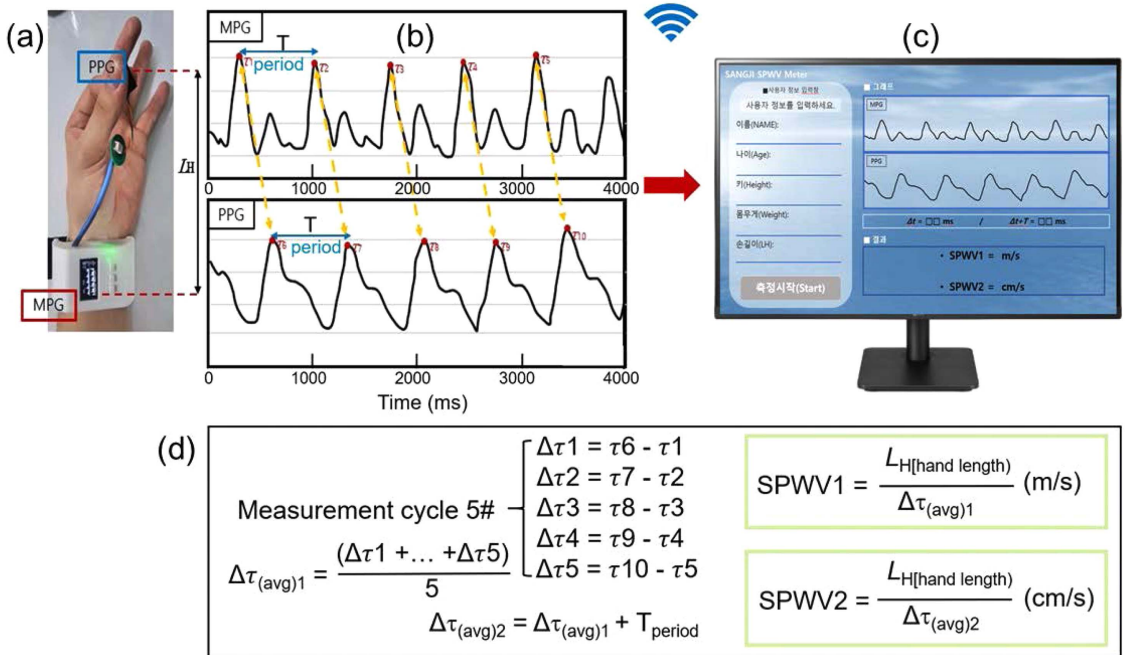 (a)
PPG
LH
MPG
(b)
MPG
T
period
τ1
τ2
τ3
τ4
τ5
0 1000 2000 3000 4000
PPG
T
period
τ6
τ7
τ8
τ9
τ10
0 1000 2000 3000 4000
Time (ms)
(c)
SANGJI SPWV Meter
■사용자 정보 입력창
사용자 정보를 입력하세요.
이름(NAME):
나이(Age):
키(Height):
몸무게(Weight):
손길이(LH):
측정시작(Start)
■ 그래프
MPG
PPG
Δt = □□ ms / Δt+T = □□ ms
■ 결과
• SPWV1 = m/s
• SPWV2 = cm/s
(d)
Measurement cycle 5#
Δτ1 = τ6 - τ1
Δτ2 = τ7 - τ2
Δτ3 = τ8 - τ3
Δτ4 = τ9 - τ4
Δτ5 = τ10 - τ5
Δτ(avg)1 = (Δτ1 +... +Δτ5) / 5
Δτ(avg)2 = Δτ(avg)1 + Tperiod
SPWV1 = LH[hand length) / Δτ(avg)1 (m/s)
SPWV2 = LH[hand length) / Δτ(avg)2 (cm/s)